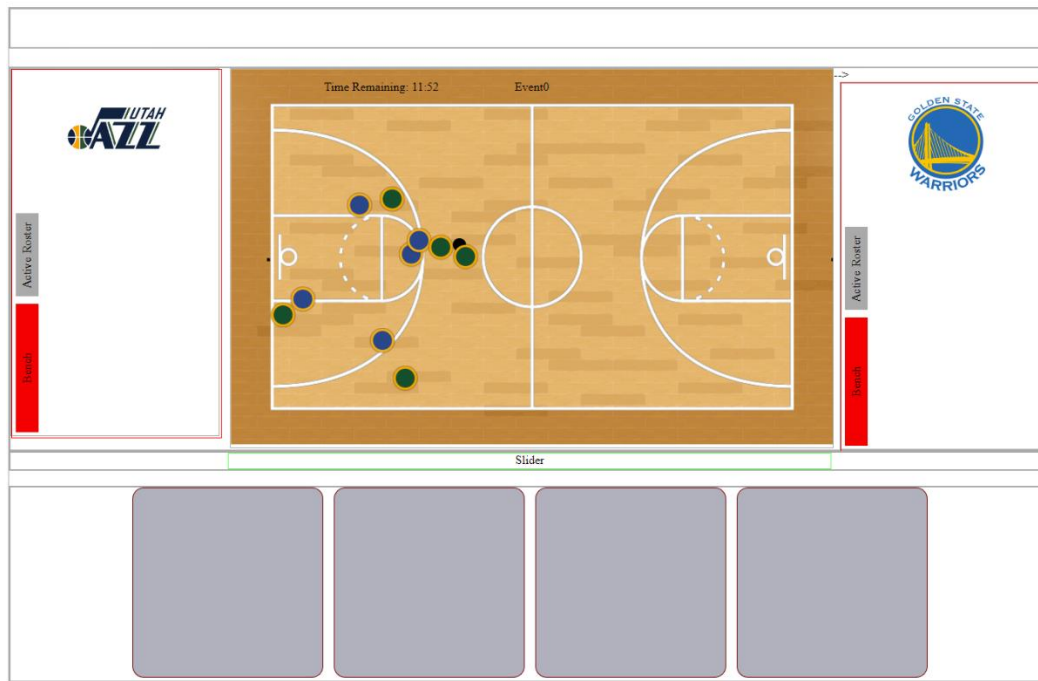 Time Remaining: 11:52
Event0
-->
UTAH
JAZZ
GOLDEN STATE
WARRIORS
Active Roster
Bench
Active Roster
Bench
Slider